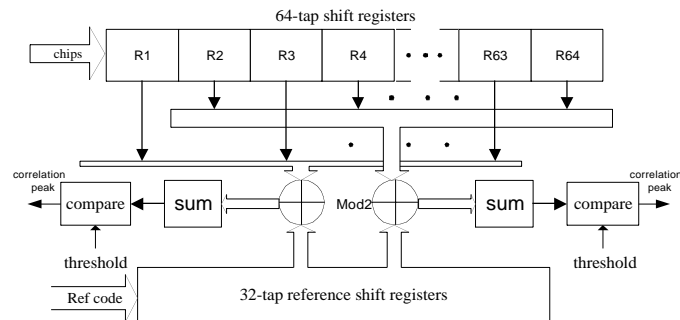 64-tap shift registers
chips
R1 R2 R3 R4 R63 R64
correlation peak
compare
sum
Mod2
sum
compare
correlation peak
threshold
threshold
Ref code
32-tap reference shift registers